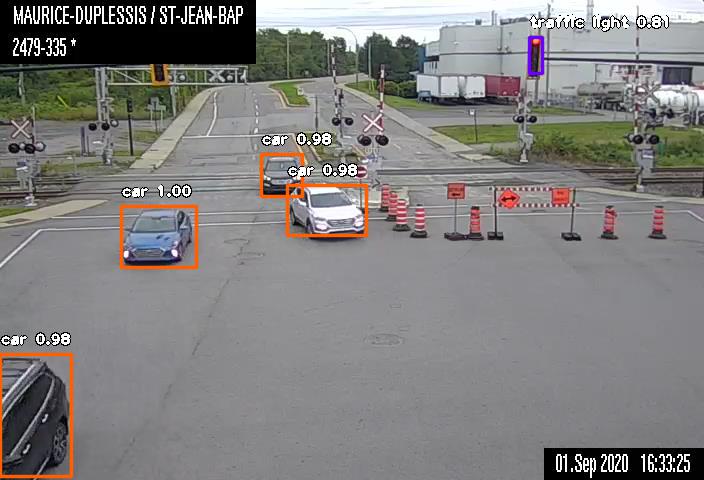 MAURICE-DUPLESSIS / ST-JEAN-BAP
2479-335 *
traffic light 0.81
car 0.98
car 0.98
car 1.00
car 0.98
01.Sep 2020 16:33:25